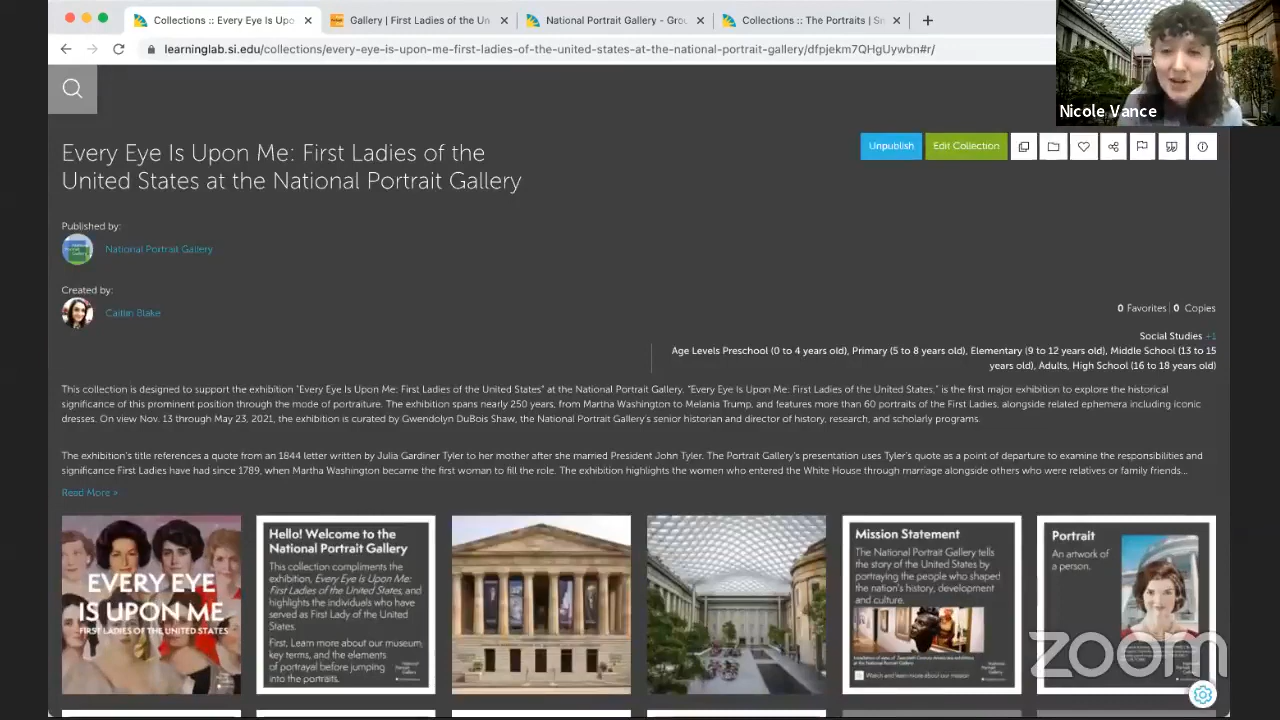 Collections :: Every Eye Is Upo
Gallery | First Ladies of the Un
National Portrait Gallery - Grou
Collections :: The Portraits | Sm
learninglab.si.edu/collections/every-eye-is-upon-me-first-ladies-of-the-united-states-at-the-national-portrait-gallery/dfpjekm7QHgUywbn#r/
Nicole Vance
Every Eye Is Upon Me: First Ladies of the
United States at the National Portrait Gallery
Unpublish
Edit Collection
Published by:
National Portrait Gallery
Created by:
Caitlin Blake
0 Favorites | 0 Copies
Social Studies +1
Age Levels Preschool (0 to 4 years old), Primary (5 to 8 years old), Elementary (9 to 12 years old), Middle School (13 to 15
years old), Adults, High School (16 to 18 years old)
This collection is designed to support the exhibition "Every Eye Is Upon Me: First Ladies of the United States" at the National Portrait Gallery. "Every Eye Is Upon Me: First Ladies of the United States," is the first major exhibition to explore the historical
significance of this prominent position through the mode of portraiture. The exhibition spans nearly 250 years, from Martha Washington to Melania Trump, and features more than 60 portraits of the First Ladies, alongside related ephemera including iconic
dresses. On view Nov. 13 through May 23, 2021, the exhibition is curated by Gwendolyn DuBois Shaw, the National Portrait Gallery's senior historian and director of history, research, and scholarly programs.
The exhibition's title references a quote from an 1844 letter written by Julia Gardiner Tyler to her mother after she married President John Tyler. The Portrait Gallery's presentation uses Tyler's quote as a point of departure to examine the responsibilities and
significance First Ladies have had since 1789, when Martha Washington became the first woman to fill the role. The exhibition highlights the women who entered the White House through marriage alongside others who were relatives or family friends...
Read More »
EVERY EYE
IS UPON ME
FIRST LADIES OF THE UNITED STATES
Hello! Welcome to the
National Portrait Gallery
This collection compliments the
exhibition, Every Eye Is Upon Me:
First Ladies of the United States, and
highlights the individuals who have
served as First Lady of the United
States.
First, Learn more about our museum,
key terms, and the elements
of portrayal before jumping
into the portraits.
Mission Statement
The National Portrait Gallery tells
the story of the United States by
portraying the people who shaped
the nation's history, development
and culture.
Watch and learn more about our mission
Portrait
An artwork of
a person.
zoom